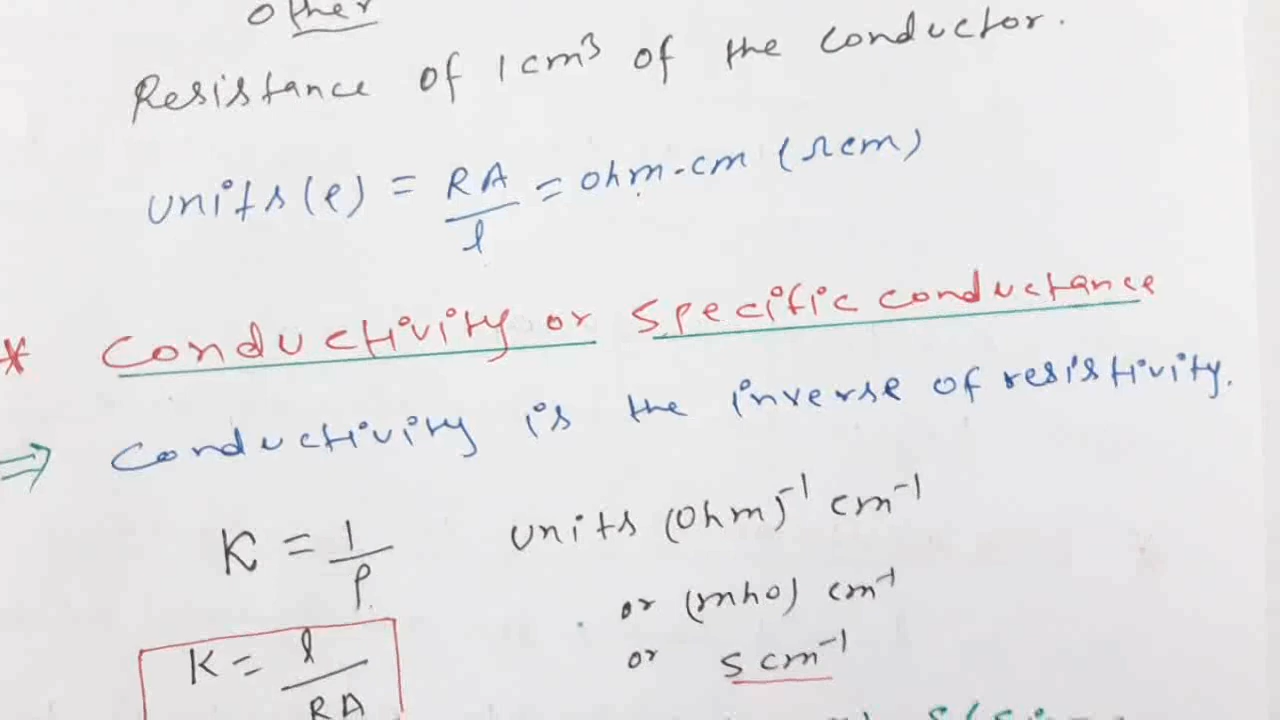 other
Resistance of 1cm³ of the conductor.
units (ρ) = RA/l = ohm-cm (Ωcm)
* Conductivity or Specific conductance
⇒ Conductivity is the inverse of resistivity.
K = 1/ρ units (ohm)⁻¹ cm⁻¹
or (mho) cm⁻¹
K = l/RA or S cm⁻¹